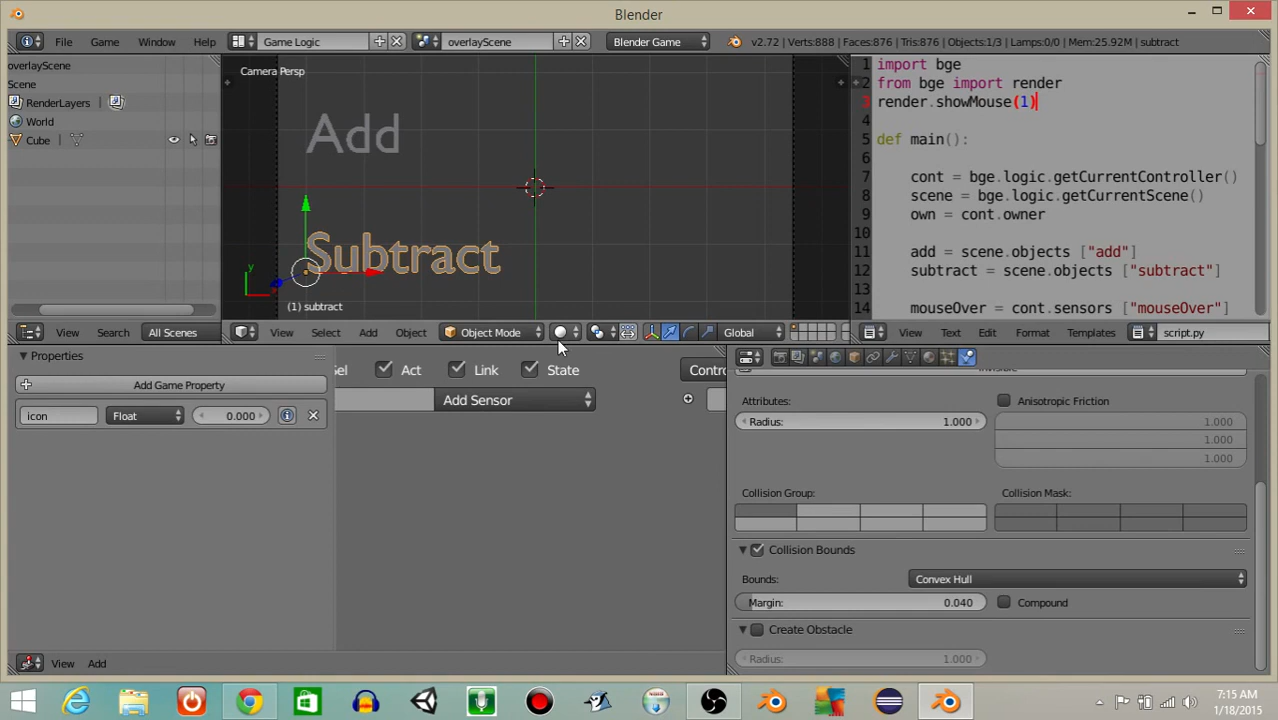 Blender
File Game Window Help Game Logic overlayScene Blender Game v2.72 | Verts:888 | Faces:876 | Tris:876 | Objects:1/3 | Lamps:0/0 | Mem:25.92M | subtract
overlayScene
Scene
RenderLayers
World
Cube
View Search All Scenes
Camera Persp
Add
Subtract
y
(1) subtract
View Select Add Object Object Mode Global
1 import bge
2 from bge import render
3 render.showMouse(1)
4
5 def main():
6
7 cont = bge.logic.getCurrentController()
8 scene = bge.logic.getCurrentScene()
9 own = cont.owner
10
11 add = scene.objects ["add"]
12 subtract = scene.objects ["subtract"]
13
14 mouseOver = cont.sensors ["mouseOver"]
View Text Edit Format Templates script.py
Properties
Add Game Property
icon Float 0.000
Sel Act Link State Contro
Add Sensor
View Add
Invisible
Attributes: Anisotropic Friction
Radius: 1.000 1.000
1.000
1.000
Collision Group: Collision Mask:
Collision Bounds
Bounds: Convex Hull
Margin: 0.040 Compound
Create Obstacle
Radius: 1.000
7:15 AM
1/18/2015